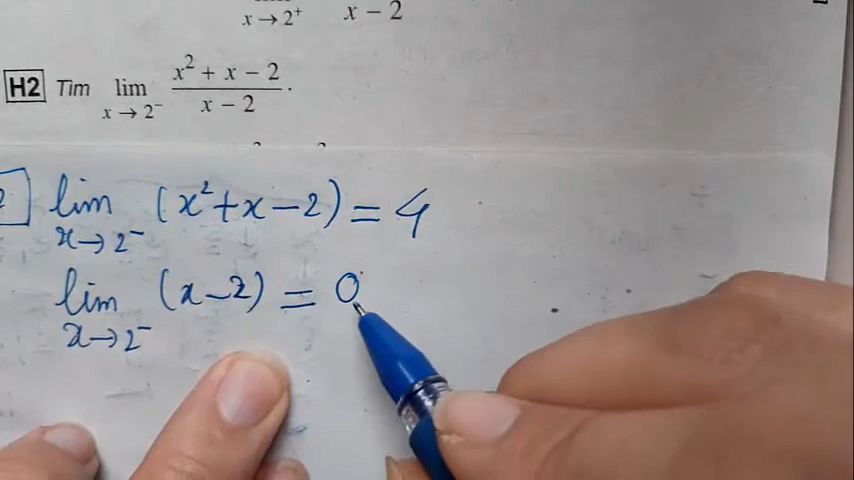 x → 2⁺ x − 2
H2 Tìm lim x → 2⁻ (x² + x − 2)/(x − 2).
lim x→2⁻ (x²+x−2) = 4
lim x→2⁻ (x−2) = 0